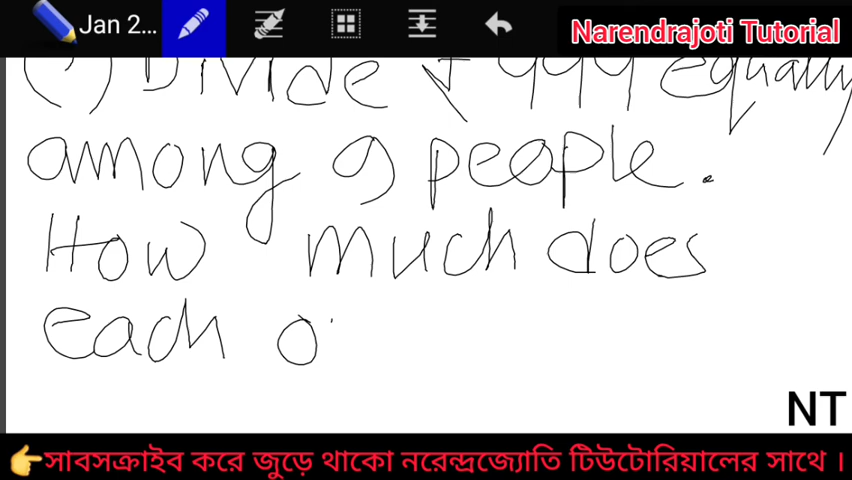 Jan 2...
Narendrajoti Tutorial
Divide ₹ 999 equally
among 9 people.
How much does
each o
NT
👉সাবসক্রাইব করে জুড়ে থাকো নরেন্দ্রজ্যোতি টিউটোরিয়ালের সাথে ।